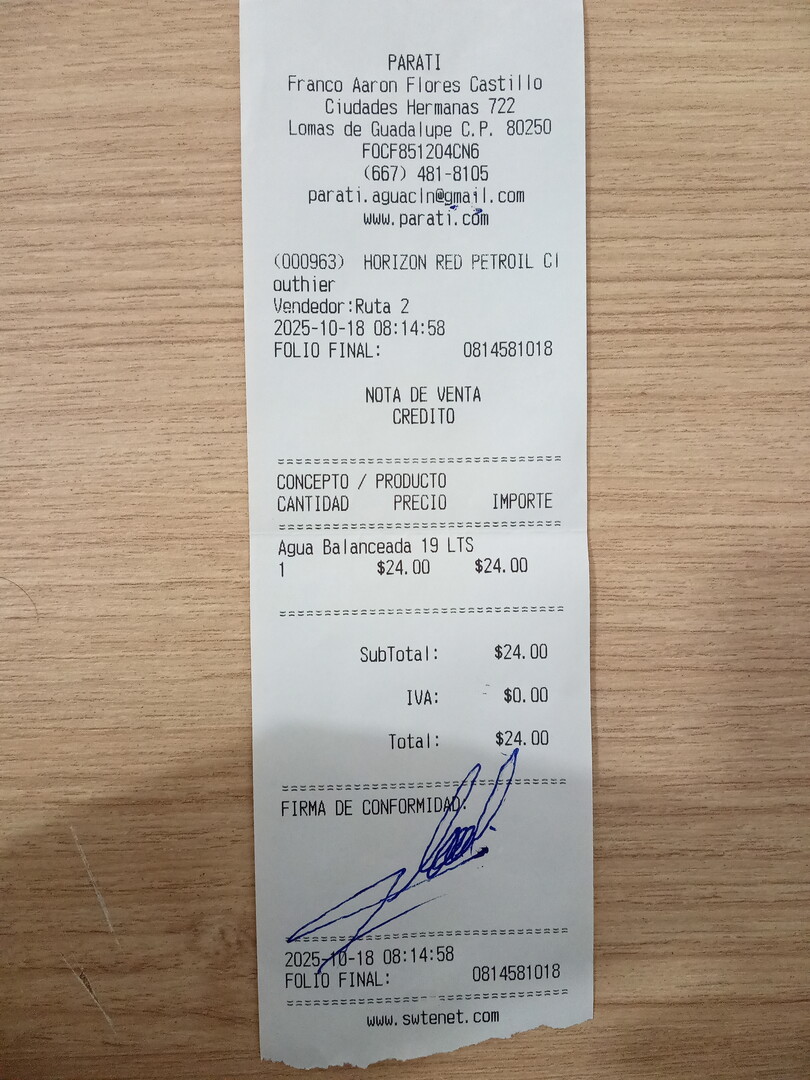 PARATI
Franco Aaron Flores Castillo
Ciudades Hermanas 722
Lomas de Guadalupe C.P. 80250
FOCF851204CN6
(667) 481-8105
parati.aguacln@gmail.com
www.parati.com
(000963) HORIZON RED PETROIL Cl
outhier
Vendedor:Ruta 2
2025-10-18 08:14:58
FOLIO FINAL: 0814581018
NOTA DE VENTA
CREDITO
CONCEPTO / PRODUCTO
CANTIDAD PRECIO IMPORTE
Agua Balanceada 19 LTS
1 $24.00 $24.00
SubTotal: $24.00
IVA: $0.00
Total: $24.00
FIRMA DE CONFORMIDAD:
2025-10-18 08:14:58
FOLIO FINAL: 0814581018
www.swtenet.com